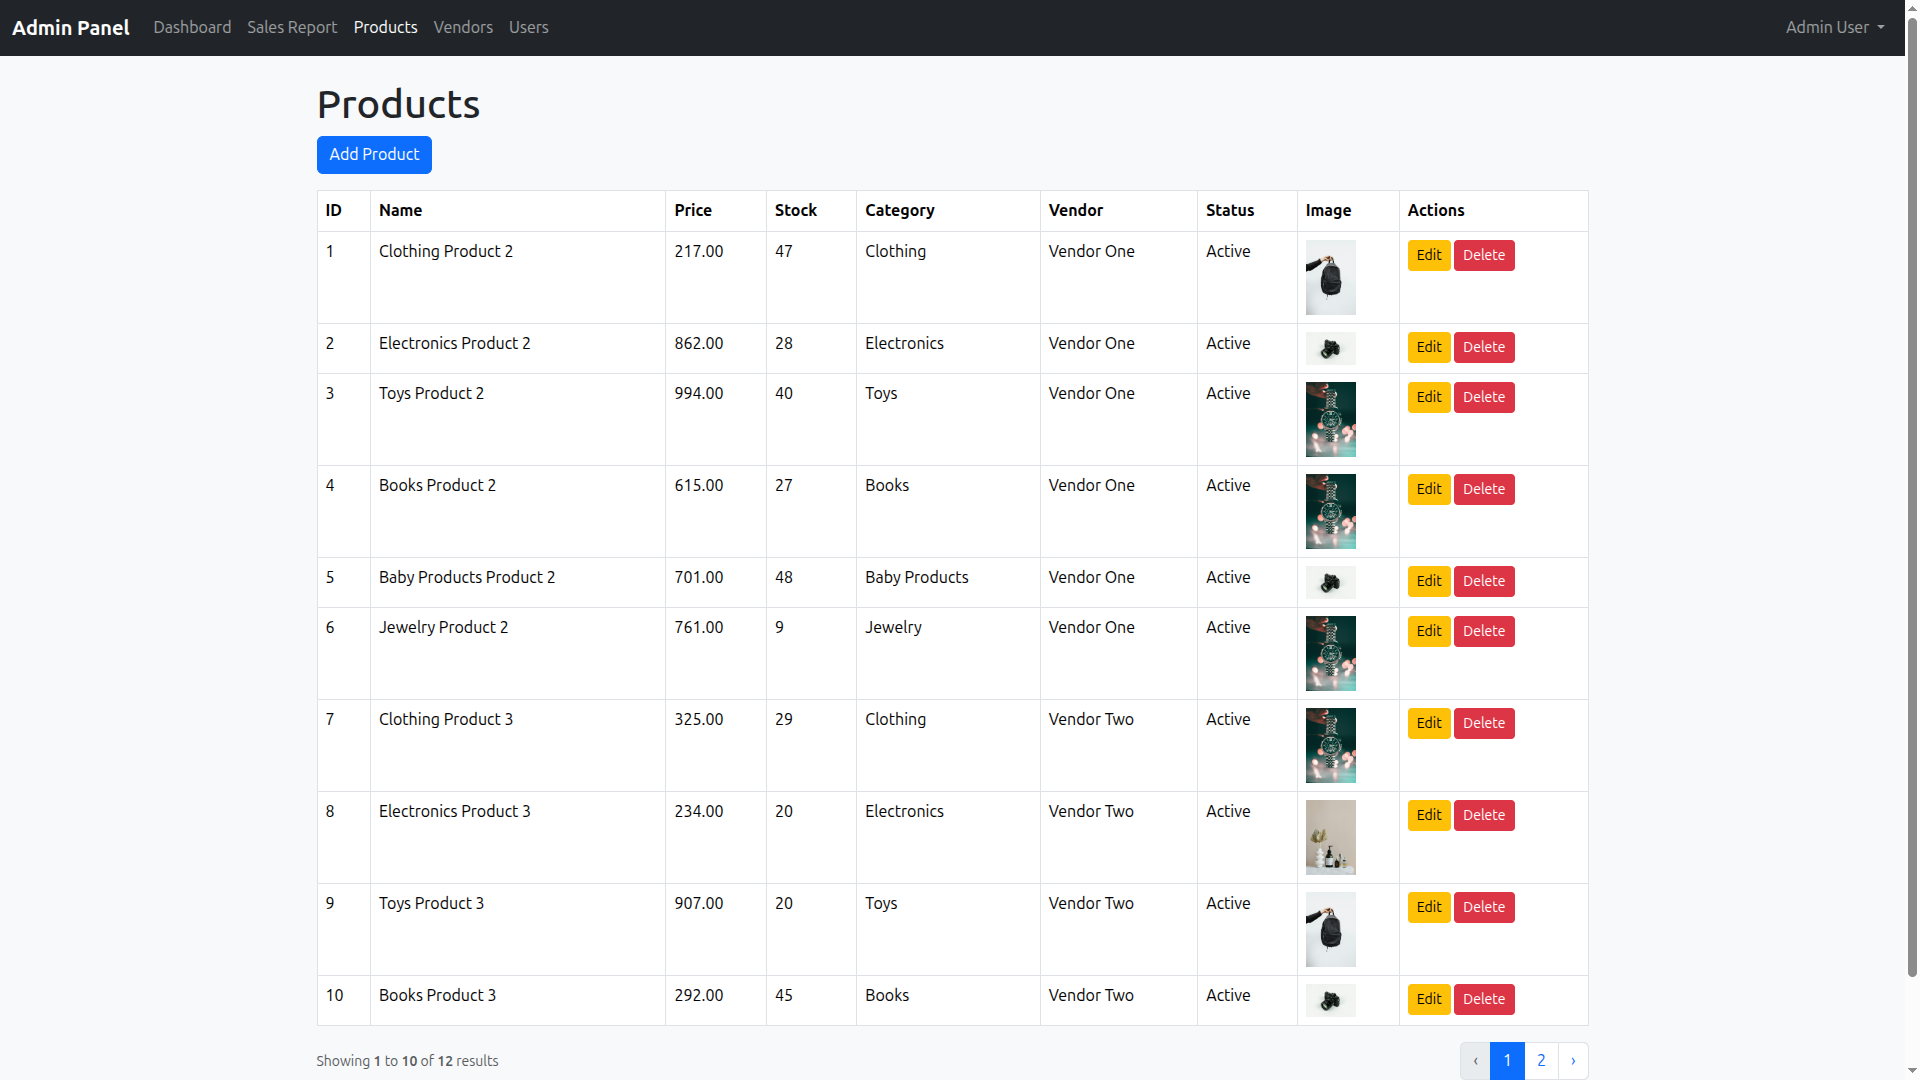 Admin Panel Dashboard Sales Report Products Vendors Users Admin User
Products
Add Product
ID Name Price Stock Category Vendor Status Image Actions
1 Clothing Product 2 217.00 47 Clothing Vendor One Active Edit Delete
2 Electronics Product 2 862.00 28 Electronics Vendor One Active Edit Delete
3 Toys Product 2 994.00 40 Toys Vendor One Active Edit Delete
4 Books Product 2 615.00 27 Books Vendor One Active Edit Delete
5 Baby Products Product 2 701.00 48 Baby Products Vendor One Active Edit Delete
6 Jewelry Product 2 761.00 9 Jewelry Vendor One Active Edit Delete
7 Clothing Product 3 325.00 29 Clothing Vendor Two Active Edit Delete
8 Electronics Product 3 234.00 20 Electronics Vendor Two Active Edit Delete
9 Toys Product 3 907.00 20 Toys Vendor Two Active Edit Delete
10 Books Product 3 292.00 45 Books Vendor Two Active Edit Delete
Showing 1 to 10 of 12 results ‹ 1 2 ›